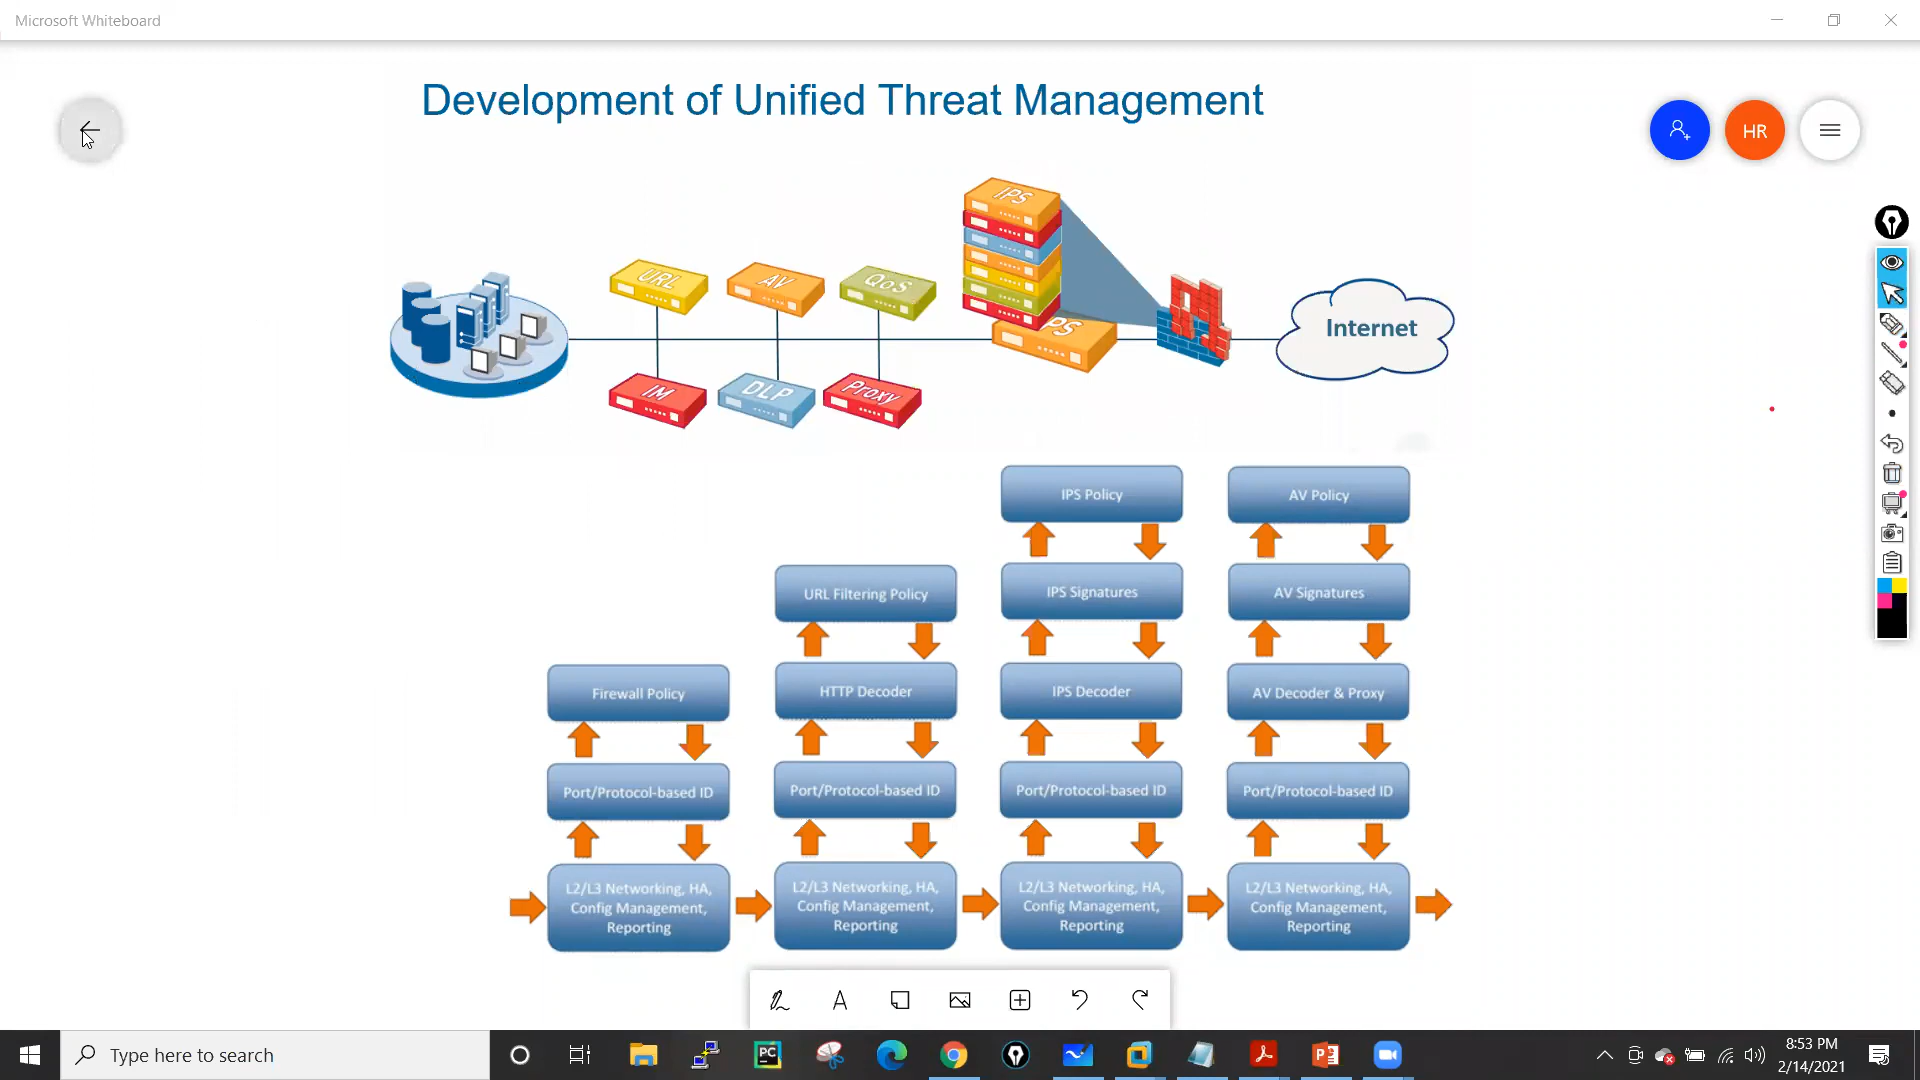 Microsoft Whiteboard
Development of Unified Threat Management
HR
IPS
URL
AV
QoS
PS
Internet
IM
DLP
Proxy
IPS Policy
AV Policy
URL Filtering Policy
IPS Signatures
AV Signatures
Firewall Policy
HTTP Decoder
IPS Decoder
AV Decoder & Proxy
Port/Protocol-based ID
Port/Protocol-based ID
Port/Protocol-based ID
Port/Protocol-based ID
L2/L3 Networking, HA,
Config Management,
Reporting
L2/L3 Networking, HA,
Config Management,
Reporting
L2/L3 Networking, HA,
Config Management,
Reporting
L2/L3 Networking, HA,
Config Management,
Reporting
Type here to search
PC
8:53 PM
2/14/2021